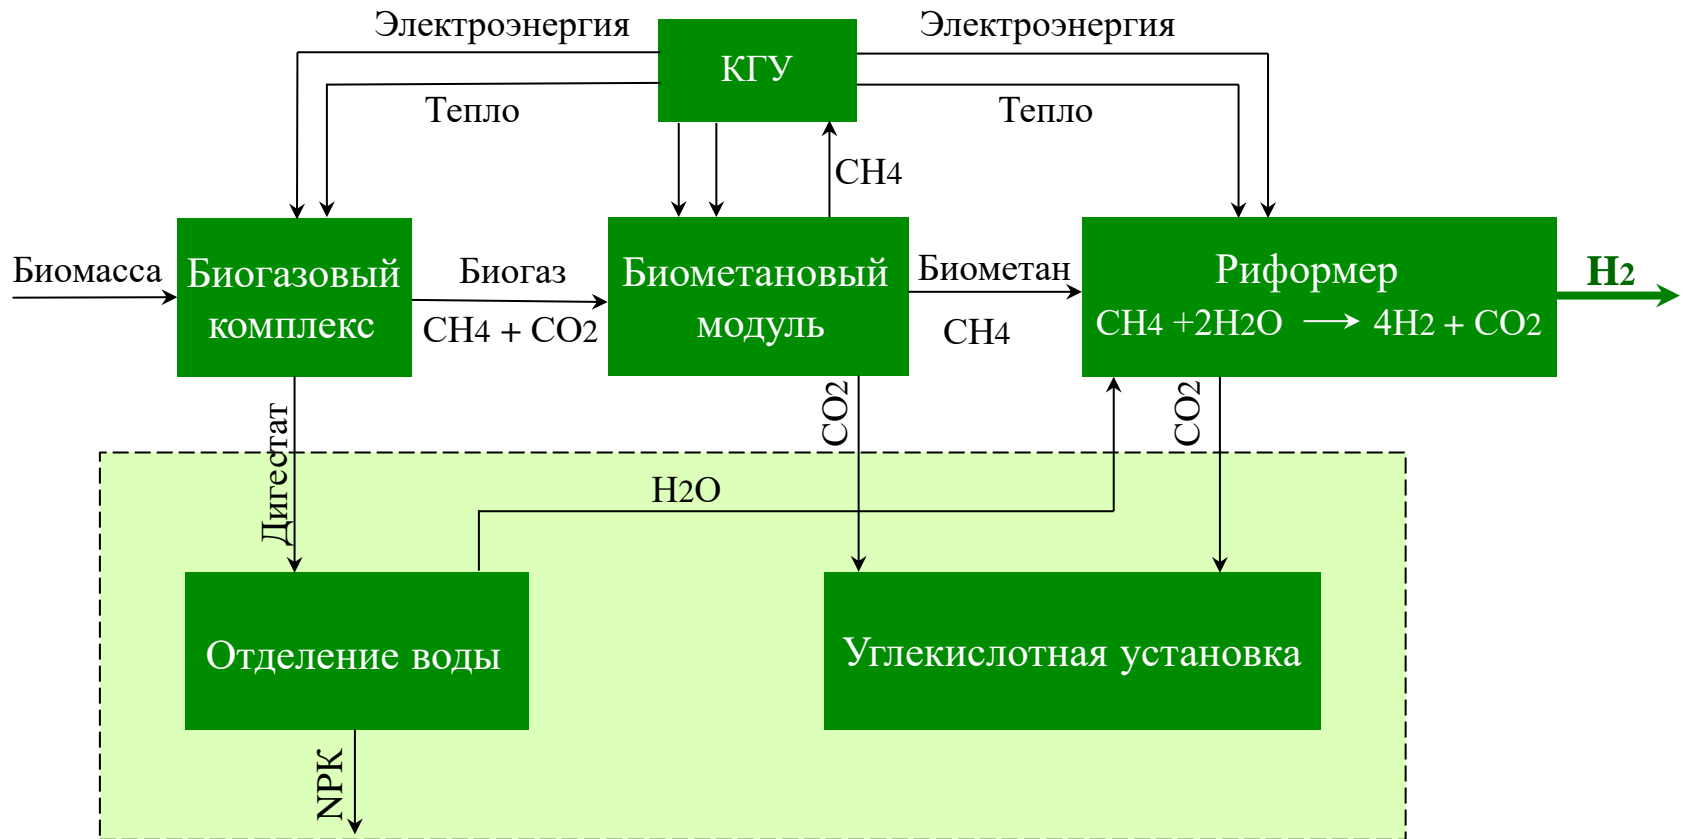 Электроэнергия
Электроэнергия
КГУ
Тепло
Тепло
CH4
Биомасса
Биогазовый
комплекс
Биогаз
CH4 + CO2
Биометановый
модуль
Биометан
CH4
Риформер
CH4 +2H2O → 4H2 + CO2
H2
Дигестат
CO2
CO2
H2O
Отделение воды
Углекислотная установка
NPK